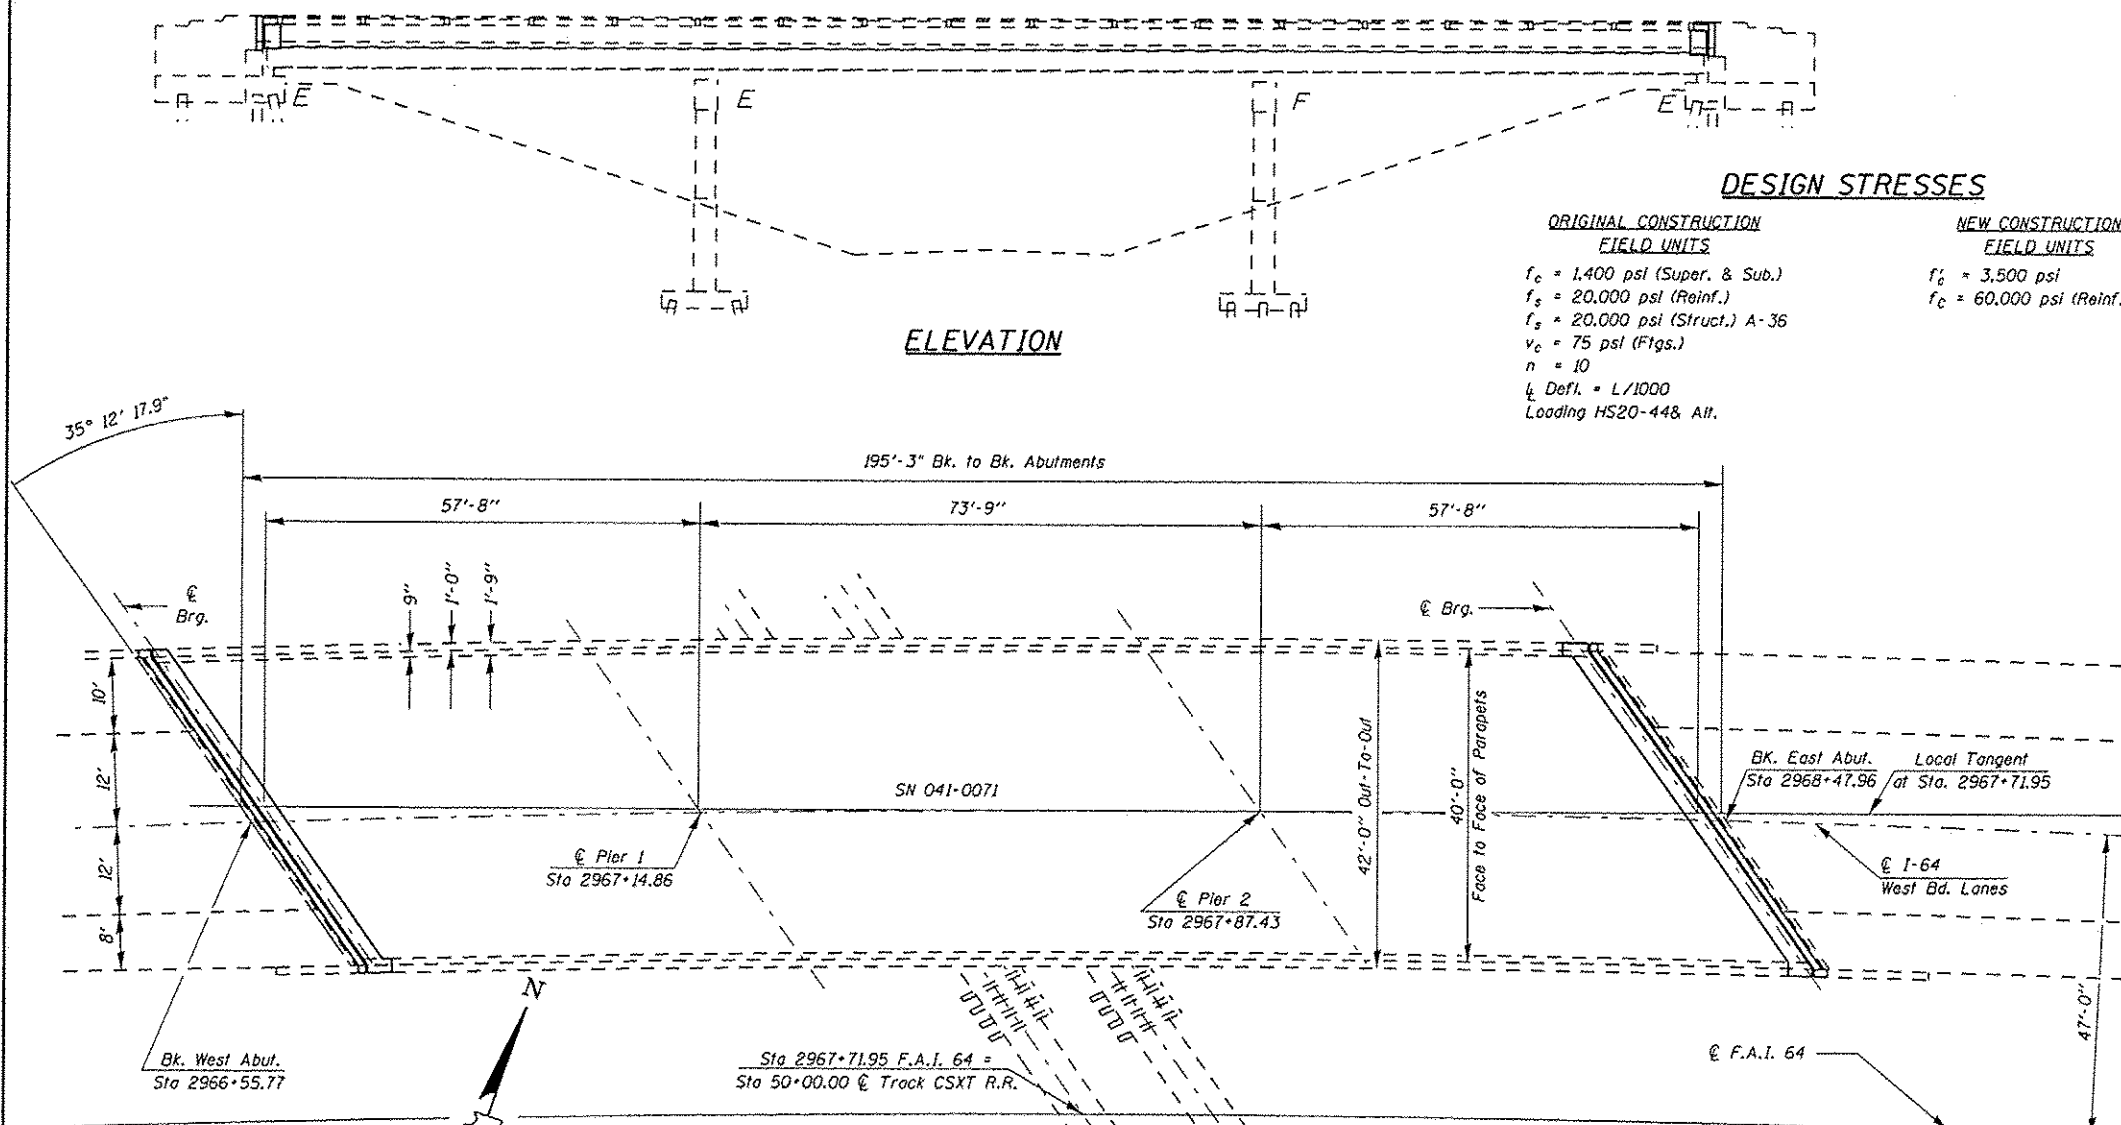 E
E
F
E
ELEVATION
DESIGN STRESSES
ORIGINAL CONSTRUCTION
FIELD UNITS
fc = 1,400 psi (Super. & Sub.)
fs = 20,000 psi (Reinf.)
fs = 20,000 psi (Struct.) A-36
vc = 75 psi (Ftgs.)
n = 10
℄ Defl. = L/1000
Loading HS20-44& Alt.
NEW CONSTRUCTION
FIELD UNITS
f'c = 3,500 psi
fc = 60,000 psi (Reinf.
35° 12' 17.9"
195'-3" Bk. to Bk. Abutments
57'-8"
73'-9"
57'-8"
℄
Brg.
9"
1'-0"
1'-9"
℄ Brg.
10'
12'
12'
8'
SN 041-0071
42'-0" Out-To-Out
40'-0"
Face to Face of Parapets
BK. East Abut.
Sta 2968+47.96
Local Tangent
at Sta. 2967+71.95
℄ Pier 1
Sta 2967+14.86
℄ Pier 2
Sta 2967+87.43
℄ I-64
West Bd. Lanes
N
Bk. West Abut.
Sta 2966+55.77
Sta 2967+71.95 F.A.I. 64 =
Sta 50+00.00 ℄ Track CSXT R.R.
℄ F.A.I. 64
47'-0"